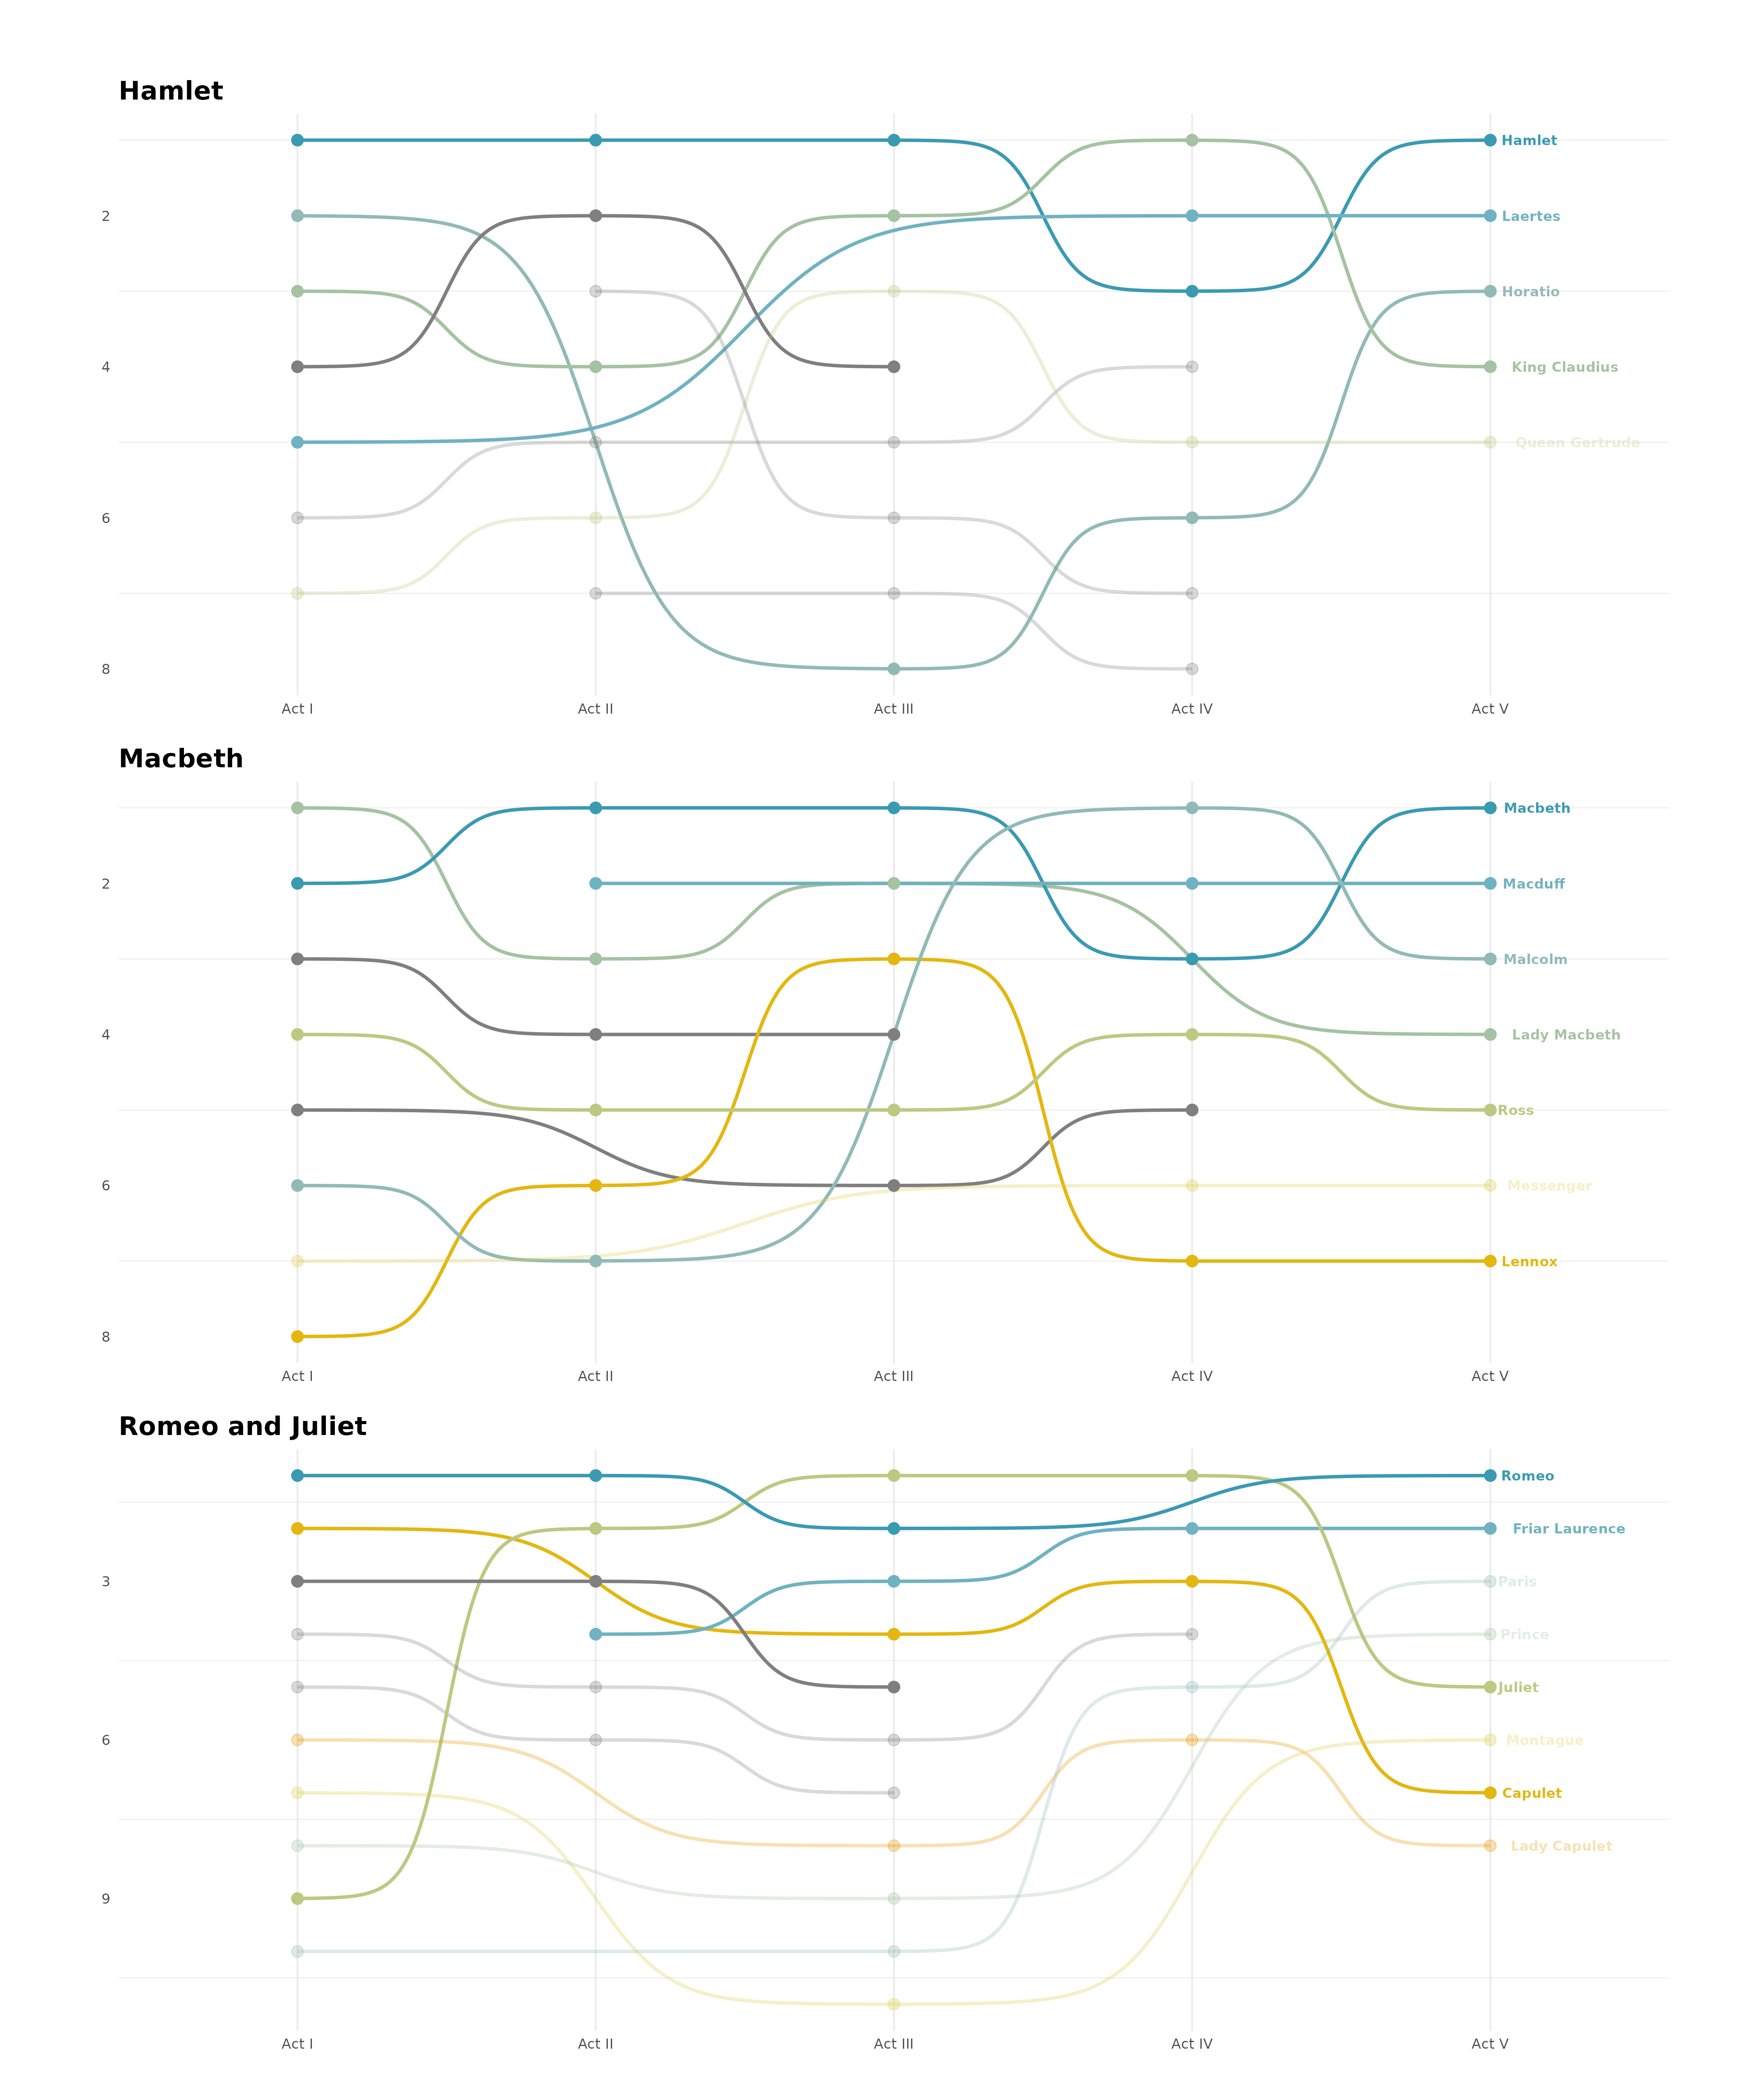 Hamlet
Hamlet
2
Laertes
Horatio
4
King Claudius
Queen Gertrude
6
8
Act I Act II Act III Act IV Act V
Macbeth
Macbeth
2
Macduff
Malcolm
4
Lady Macbeth
Ross
6
Messenger
Lennox
8
Act I Act II Act III Act IV Act V
Romeo and Juliet
Romeo
Friar Laurence
3
Paris
Prince
Juliet
6
Montague
Capulet
Lady Capulet
9
Act I Act II Act III Act IV Act V